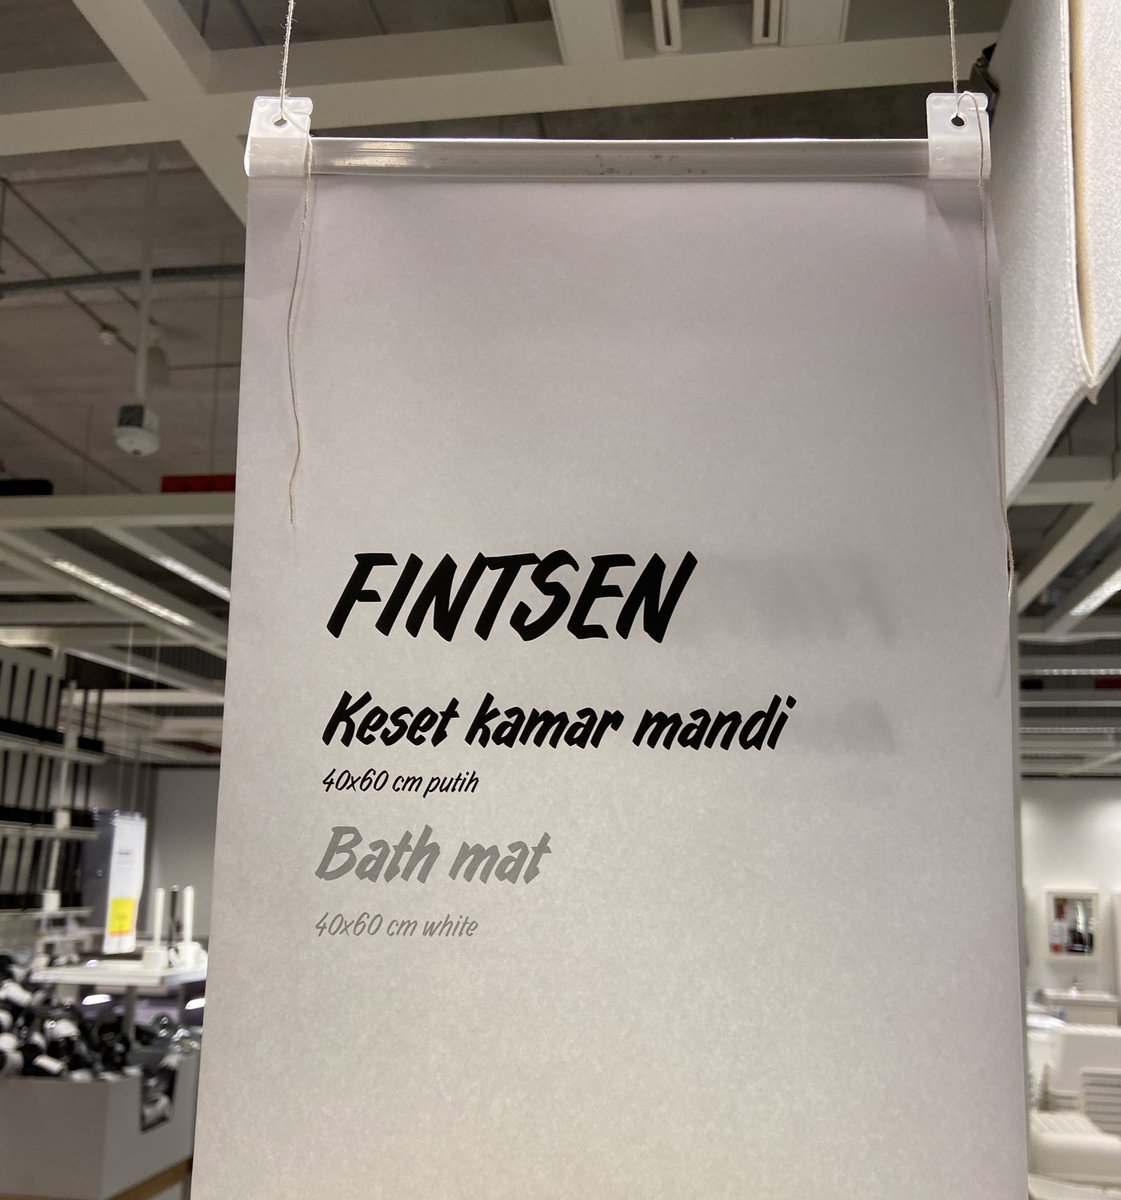 FINTSEN
Keset kamar mandi
40x60 cm putih
Bath mat
40x60 cm white